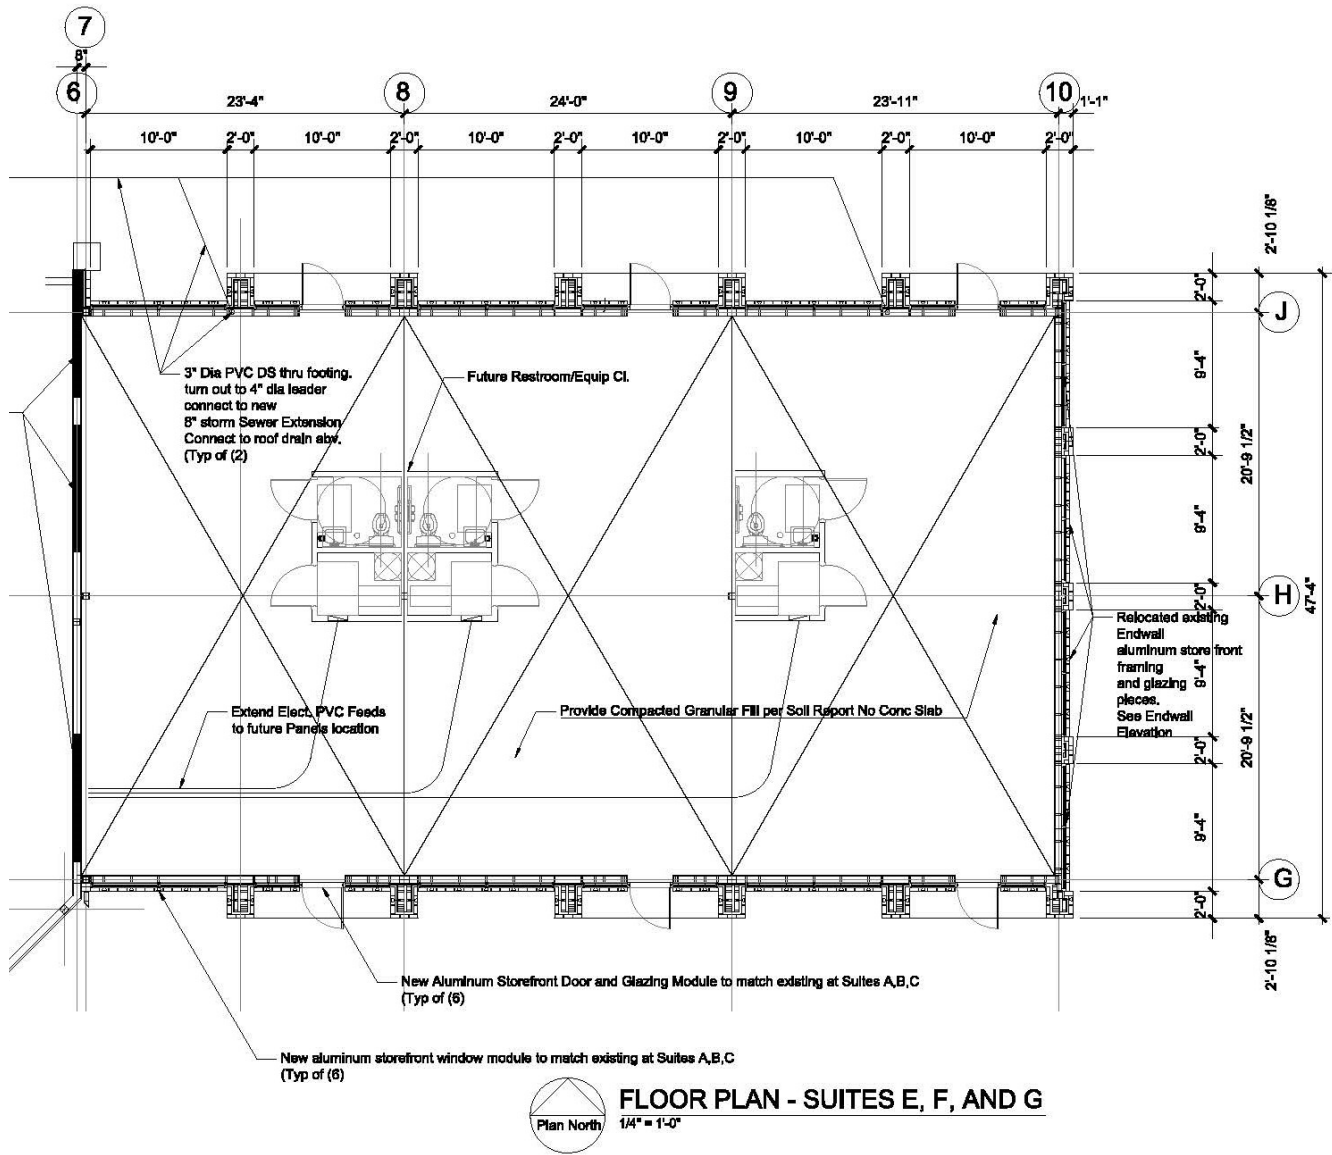 7
8"
6
8
9
10
23'-4"
24'-0"
23'-11"
1'-1"
10'-0"
2'-0"
10'-0"
2'-0"
10'-0"
2'-0"
10'-0"
2'-0"
10'-0"
2'-0"
10'-0"
2'-0"
2'-10 1/8"
2'-0"
J
3" Dia PVC DS thru footing.
turn out to 4" dia leader
connect to new
8" storm Sewer Extension
Connect to roof drain abv.
(Typ of (2)
Future Restroom/Equip Cl.
9'-4"
2'-0"
20'-9 1/2"
9'-4"
2'-0"
H
47'-4"
Relocated existing
Endwall
aluminum store front
framing
and glazing
pieces.
See Endwall
Elevation
9'-4"
2'-0"
20'-9 1/2"
9'-4"
Extend Elect. PVC Feeds
to future Panels location
Provide Compacted Granular Fill per Soil Report No Conc Slab
G
2'-0"
2'-10 1/8"
New Aluminum Storefront Door and Glazing Module to match existing at Suites A,B,C
(Typ of (6)
New aluminum storefront window module to match existing at Suites A,B,C
(Typ of (6)
Plan North
FLOOR PLAN - SUITES E, F, AND G
1/4" = 1'-0"